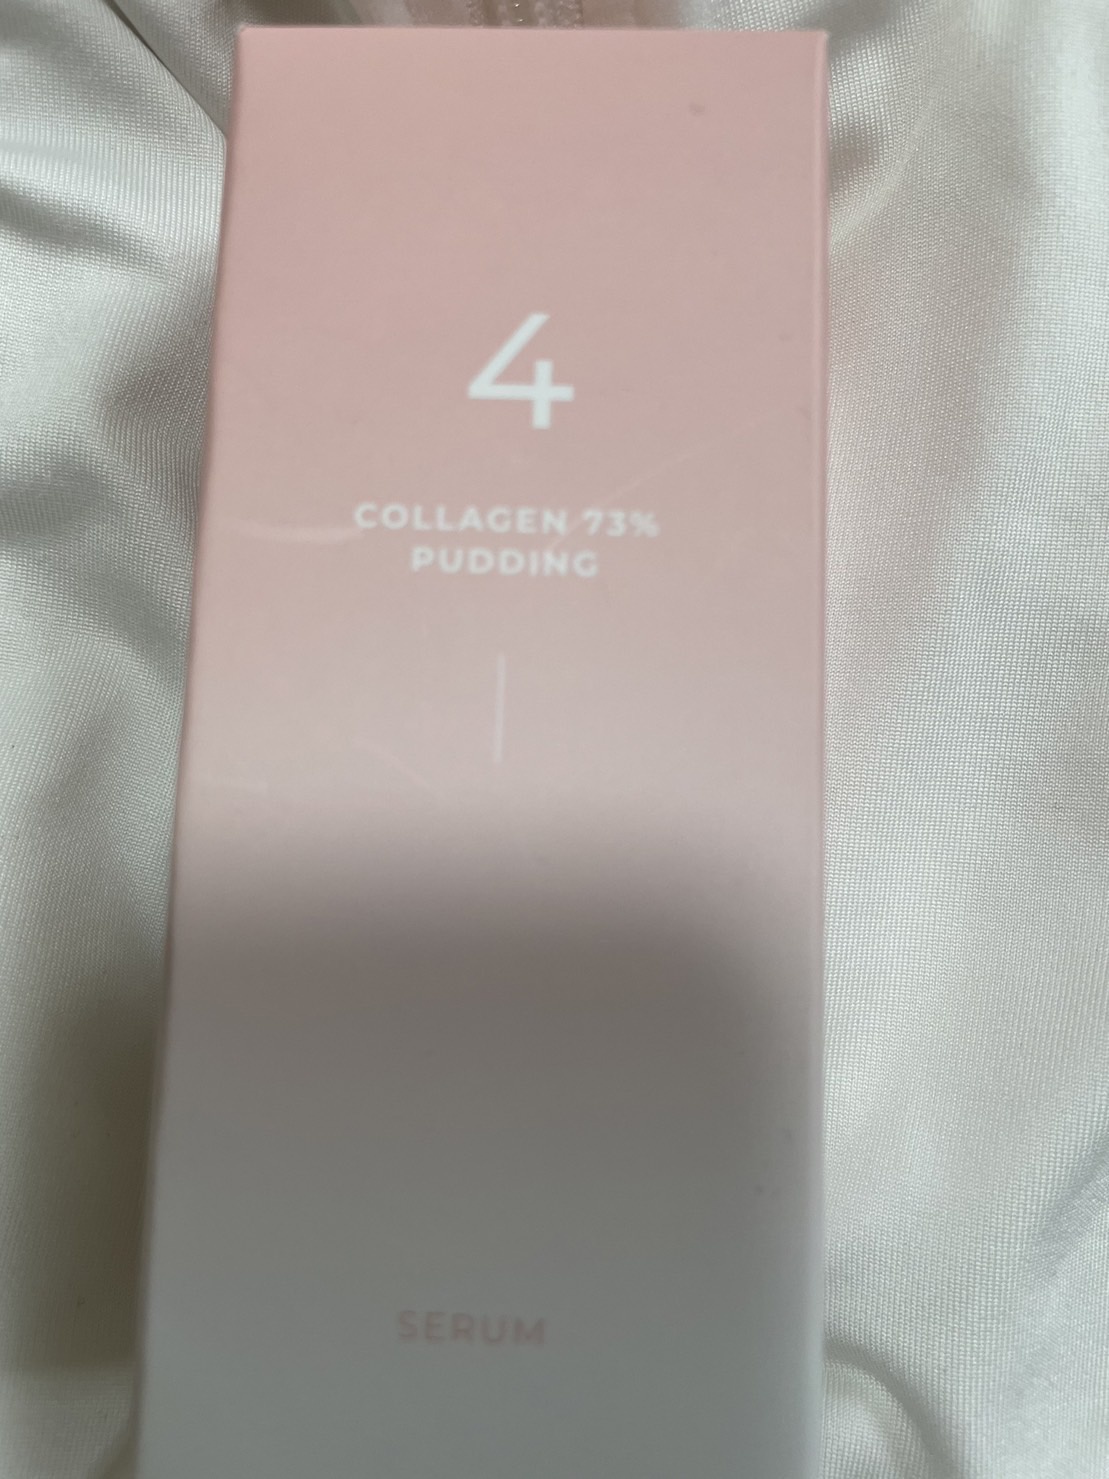 4
COLLAGEN 73%
PUDDING
SERUM